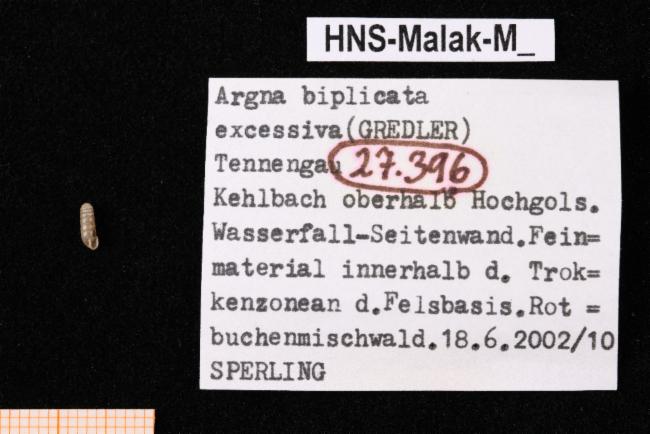 HNS-Malak-M_
Argna biplicata
excessiva(GREDLER)
Tennengau 27.396
Kehlbach oberhalb Hochgols.
Wasserfall-Seitenwand.Fein=
material innerhalb d. Trok=
kenzonean d.Felsbasis.Rot =
buchenmischwald.18.6.2002/10
SPERLING